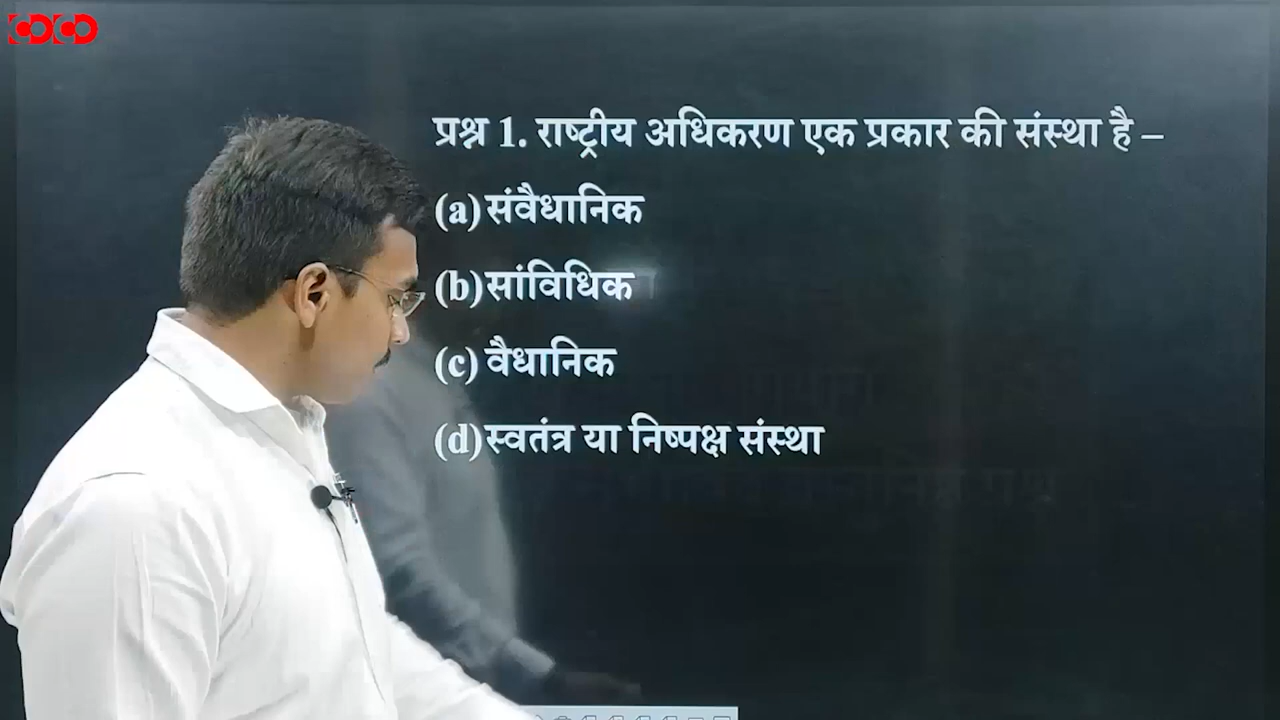 प्रश्न 1. राष्ट्रीय अधिकरण एक प्रकार की संस्था है –
(a) संवैधानिक
(b) सांविधिक
(c) वैधानिक
(d) स्वतंत्र या निष्पक्ष संस्था